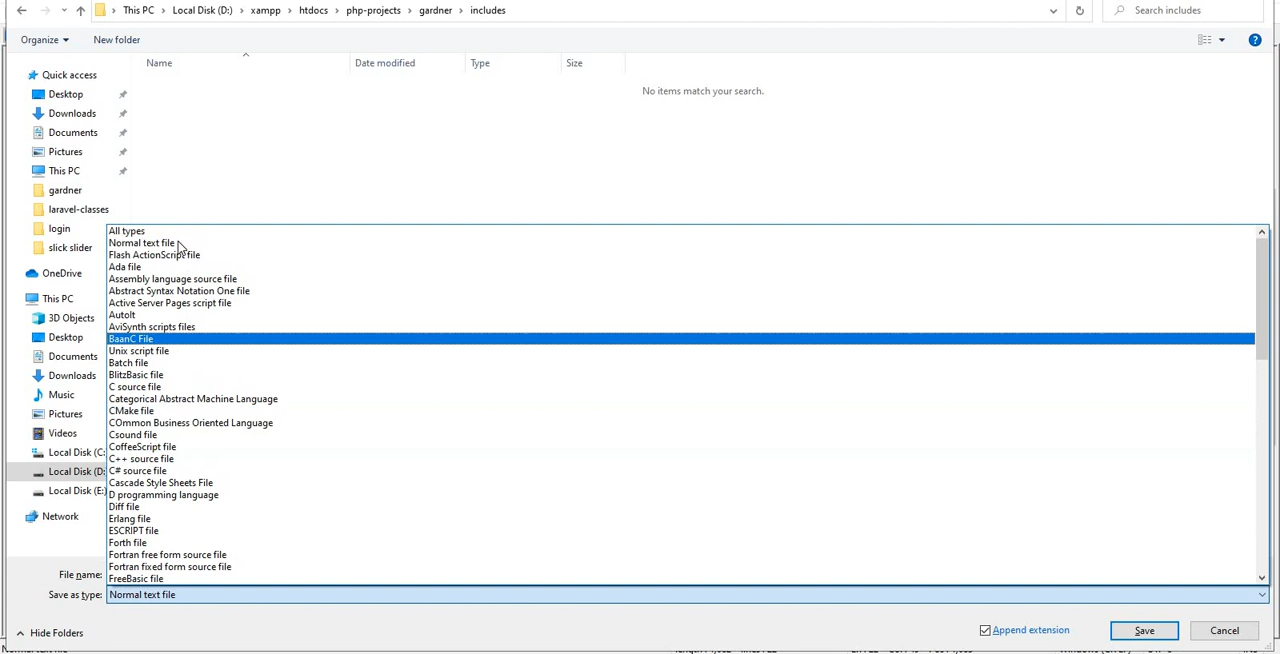 This PC > Local Disk (D:) > xampp > htdocs > php-projects > gardner > includes
Search includes
Organize
New folder
Name
Date modified
Type
Size
No items match your search.
Quick access
Desktop
Downloads
Documents
Pictures
This PC
gardner
laravel-classes
login
slick slider
OneDrive
This PC
3D Objects
Desktop
Documents
Downloads
Music
Pictures
Videos
Local Disk (C:
Local Disk (D:
Local Disk (E:)
Network
All types
Normal text file
Flash ActionScript file
Ada file
Assembly language source file
Abstract Syntax Notation One file
Active Server Pages script file
AutoIt
AviSynth scripts files
BaanC File
Unix script file
Batch file
BlitzBasic file
C source file
Categorical Abstract Machine Language
CMake file
COmmon Business Oriented Language
Csound file
CoffeeScript file
C++ source file
C# source file
Cascade Style Sheets File
D programming language
Diff file
Erlang file
ESCRIPT file
Forth file
Fortran free form source file
Fortran fixed form source file
FreeBasic file
File name:
Save as type:
Normal text file
Hide Folders
Append extension
Save
Cancel